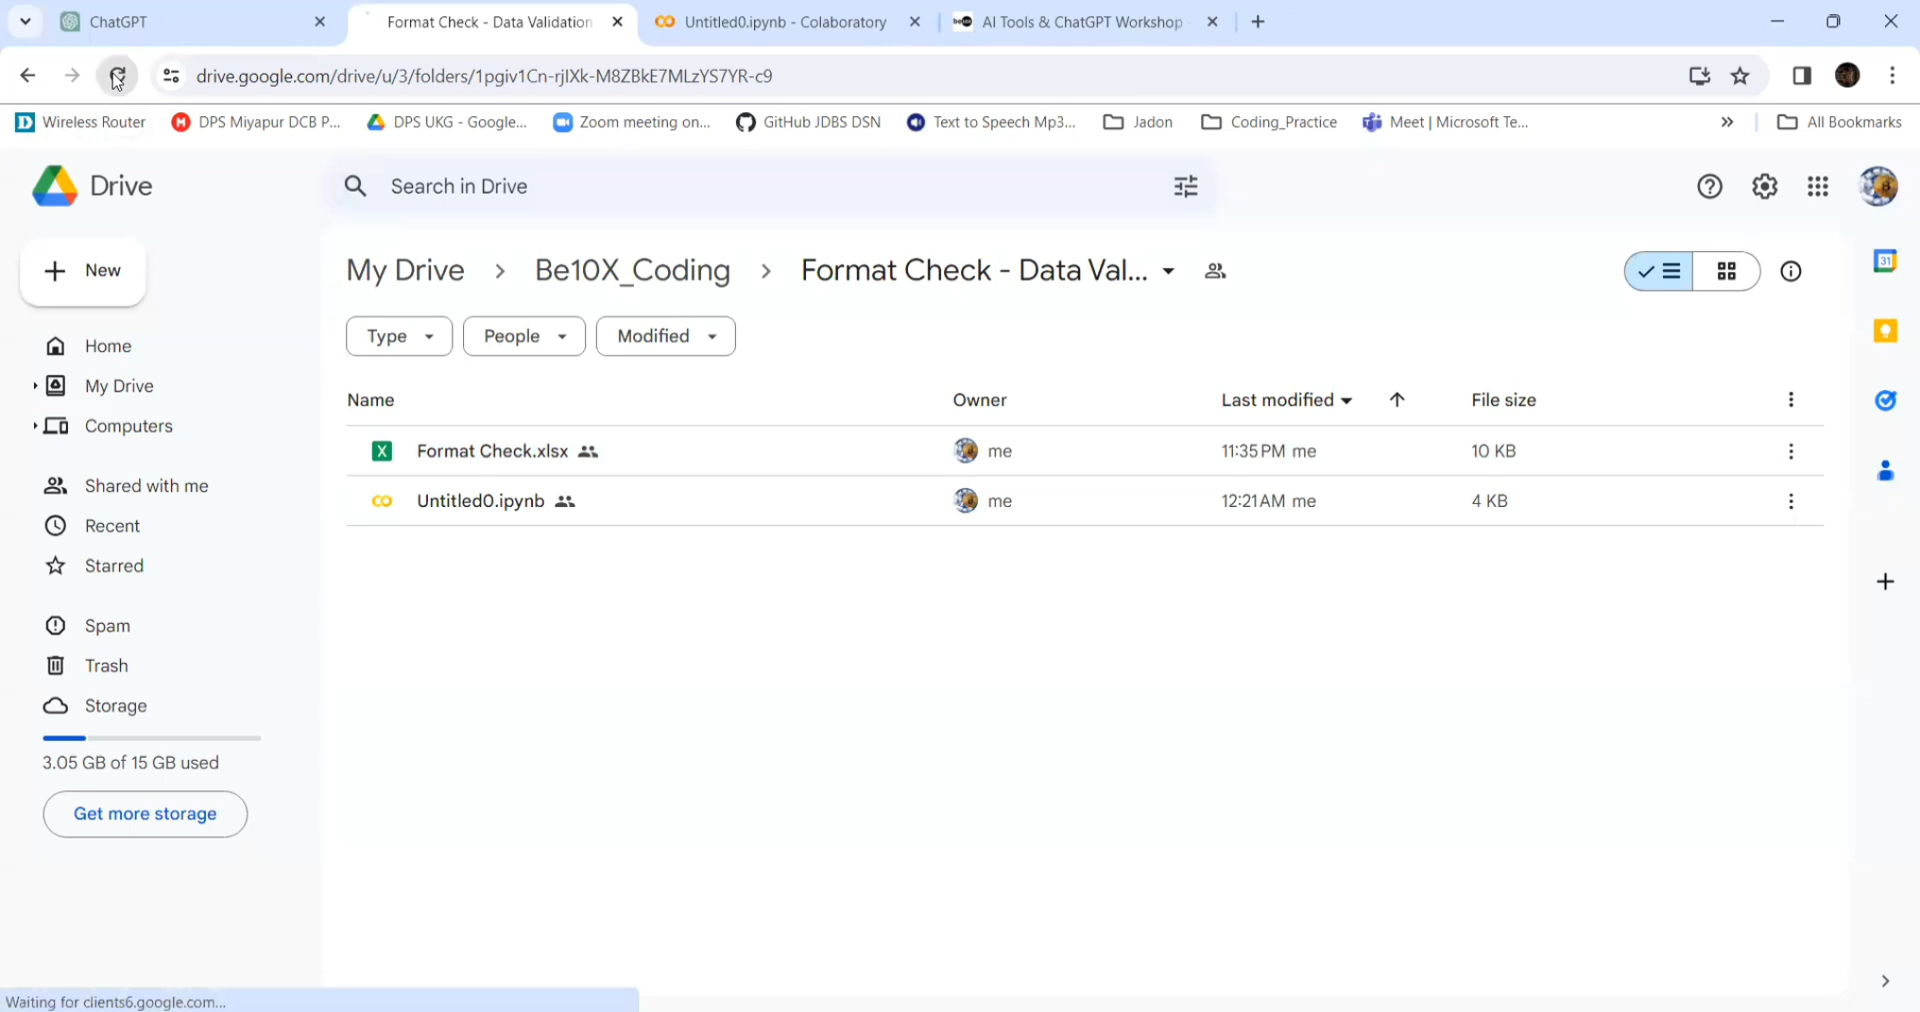 ChatGPT
Format Check - Data Validation
Untitled0.ipynb - Colaboratory
AI Tools & ChatGPT Workshop
drive.google.com/drive/u/3/folders/1pgiv1Cn-rjIXk-M8ZBkE7MLzYS7YR-c9
Wireless Router
DPS Miyapur DCB P...
DPS UKG - Google...
Zoom meeting on...
GitHub JDBS DSN
Text to Speech Mp3...
Jadon
Coding_Practice
Meet | Microsoft Te...
All Bookmarks
Drive
Search in Drive
New
My Drive > Be10X_Coding > Format Check - Data Val...
Type
People
Modified
Home
My Drive
Computers
Shared with me
Recent
Starred
Spam
Trash
Storage
3.05 GB of 15 GB used
Get more storage
Name Owner Last modified File size
Format Check.xlsx me 11:35 PM me 10 KB
Untitled0.ipynb me 12:21 AM me 4 KB
31
Waiting for clients6.google.com...